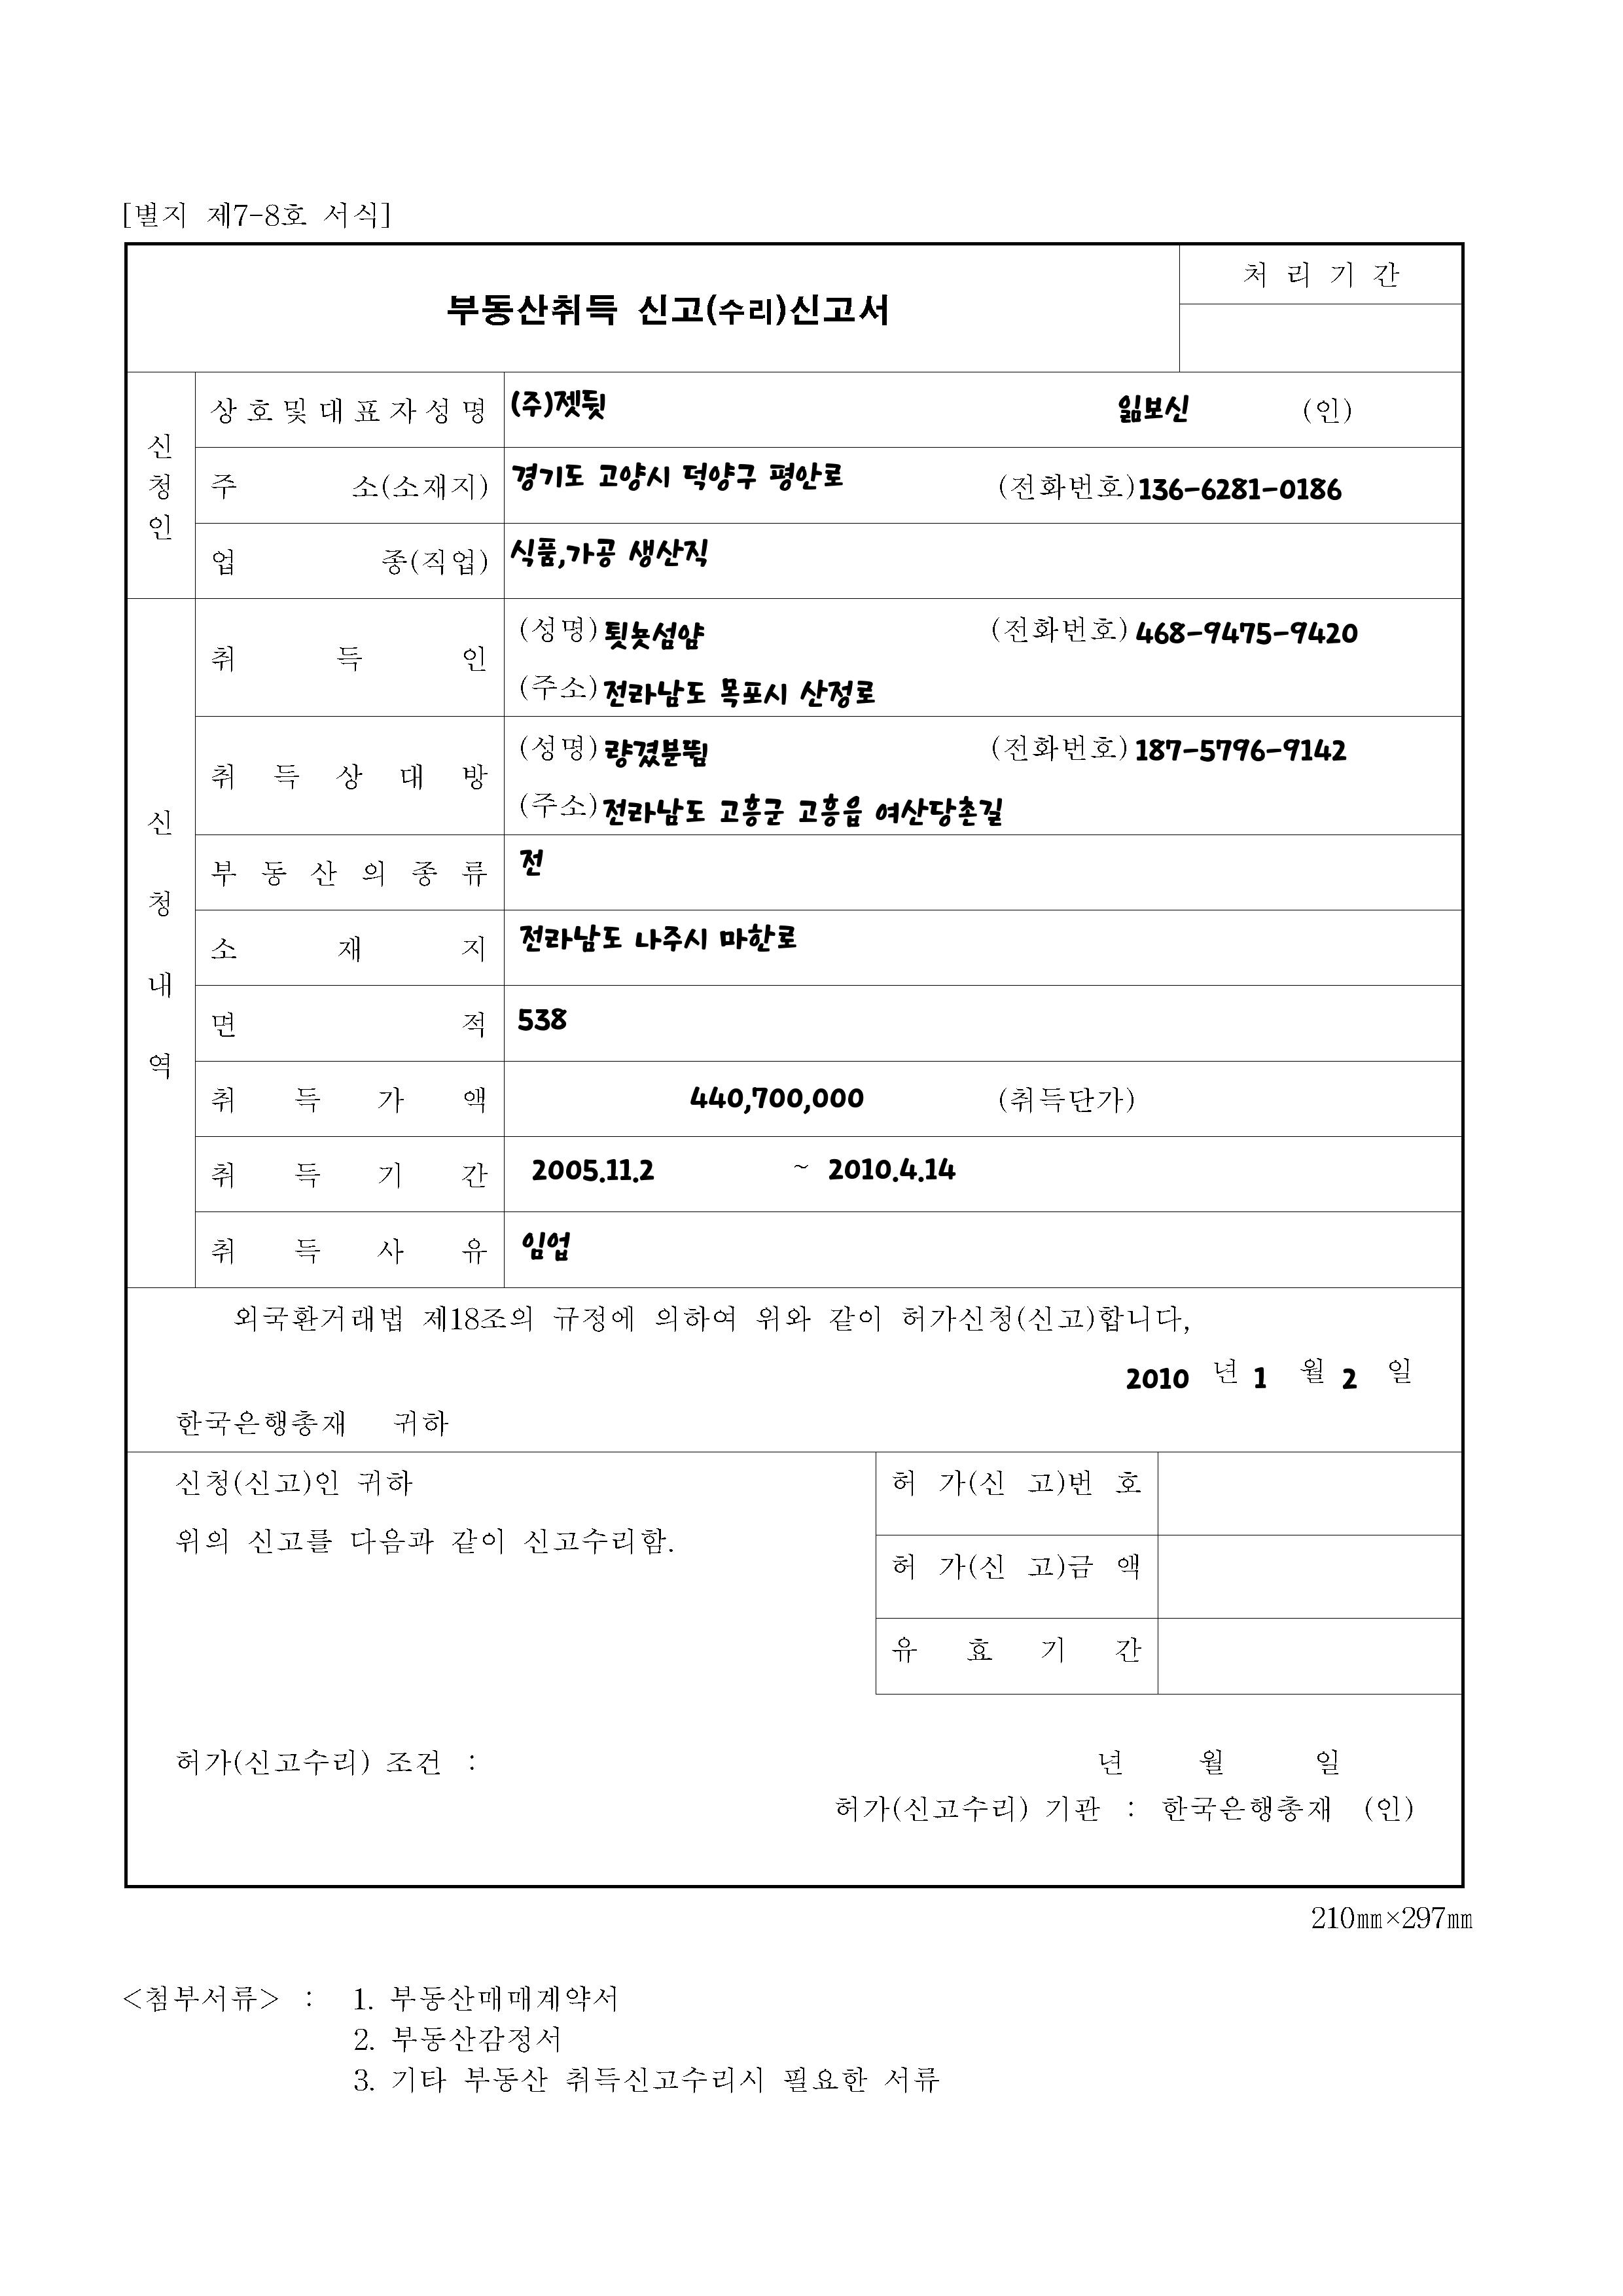 [별지 제7-8호 서식]
부동산취득 신고(수리)신고서
처 리 기 간
신청인
상호및대표자성명 (주)젯뒷 잃보신 (인)
주 소(소재지) 경기도 고양시 덕양구 평안로 (전화번호)136-6281-0186
업 종(직업) 식품,가공 생산직
신청내역
취 득 인
(성명) 툇눗섬얌 (전화번호) 468-9475-9420
(주소) 전라남도 목포시 산정로
취 득 상 대 방
(성명) 량겼분뜀 (전화번호) 187-5796-9142
(주소) 전라남도 고흥군 고흥읍 여산당촌길
부 동 산 의 종 류 전
소 재 지 전라남도 나주시 마한로
면 적 538
취 득 가 액 440,700,000 (취득단가)
취 득 기 간 2005.11.2 ~ 2010.4.14
취 득 사 유 임업
외국환거래법 제18조의 규정에 의하여 위와 같이 허가신청(신고)합니다,
2010 년 1 월 2 일
한국은행총재 귀하
신청(신고)인 귀하
위의 신고를 다음과 같이 신고수리함.
허 가(신 고)번 호
허 가(신 고)금 액
유 효 기 간
허가(신고수리) 조건 :
년 월 일
허가(신고수리) 기관 : 한국은행총재 (인)
210㎜×297㎜
<첨부서류> : 1. 부동산매매계약서
2. 부동산감정서
3. 기타 부동산 취득신고수리시 필요한 서류